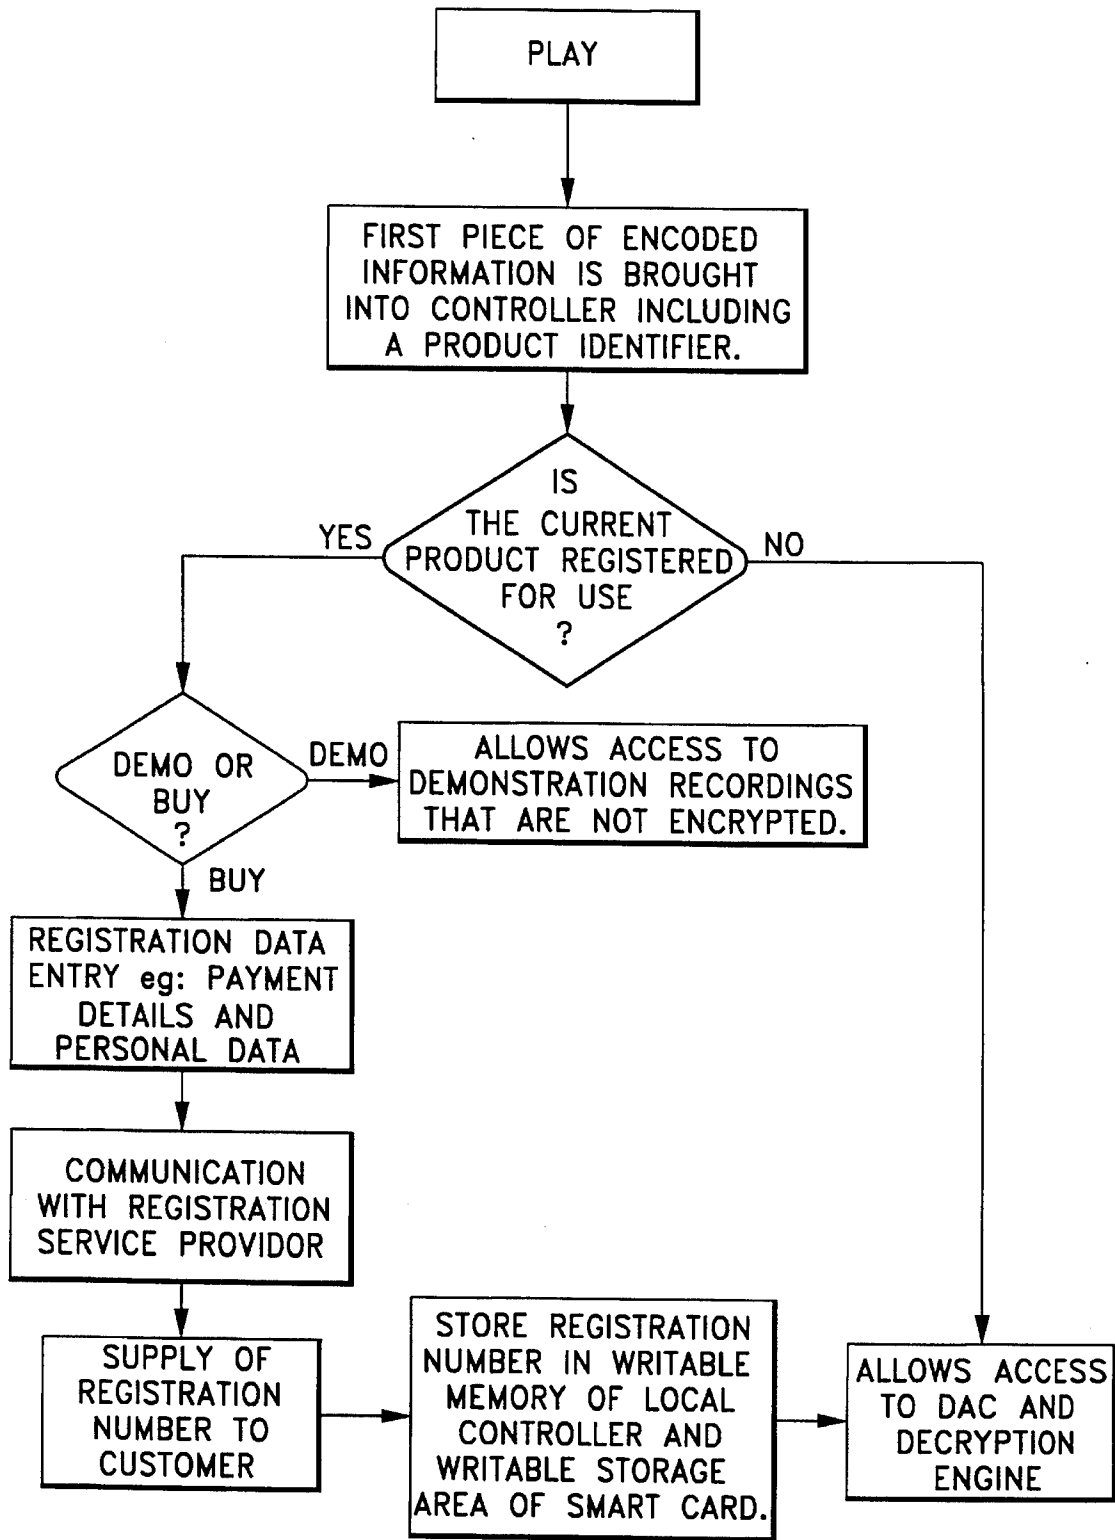 PLAY
FIRST PIECE OF ENCODED
INFORMATION IS BROUGHT
INTO CONTROLLER INCLUDING
A PRODUCT IDENTIFIER.
IS
THE CURRENT
PRODUCT REGISTERED
FOR USE
?
YES
NO
DEMO OR
BUY
?
DEMO
ALLOWS ACCESS TO
DEMONSTRATION RECORDINGS
THAT ARE NOT ENCRYPTED.
BUY
REGISTRATION DATA
ENTRY eg: PAYMENT
DETAILS AND
PERSONAL DATA
COMMUNICATION
WITH REGISTRATION
SERVICE PROVIDOR
SUPPLY OF
REGISTRATION
NUMBER TO
CUSTOMER
STORE REGISTRATION
NUMBER IN WRITABLE
MEMORY OF LOCAL
CONTROLLER AND
WRITABLE STORAGE
AREA OF SMART CARD.
ALLOWS ACCESS
TO DAC AND
DECRYPTION
ENGINE